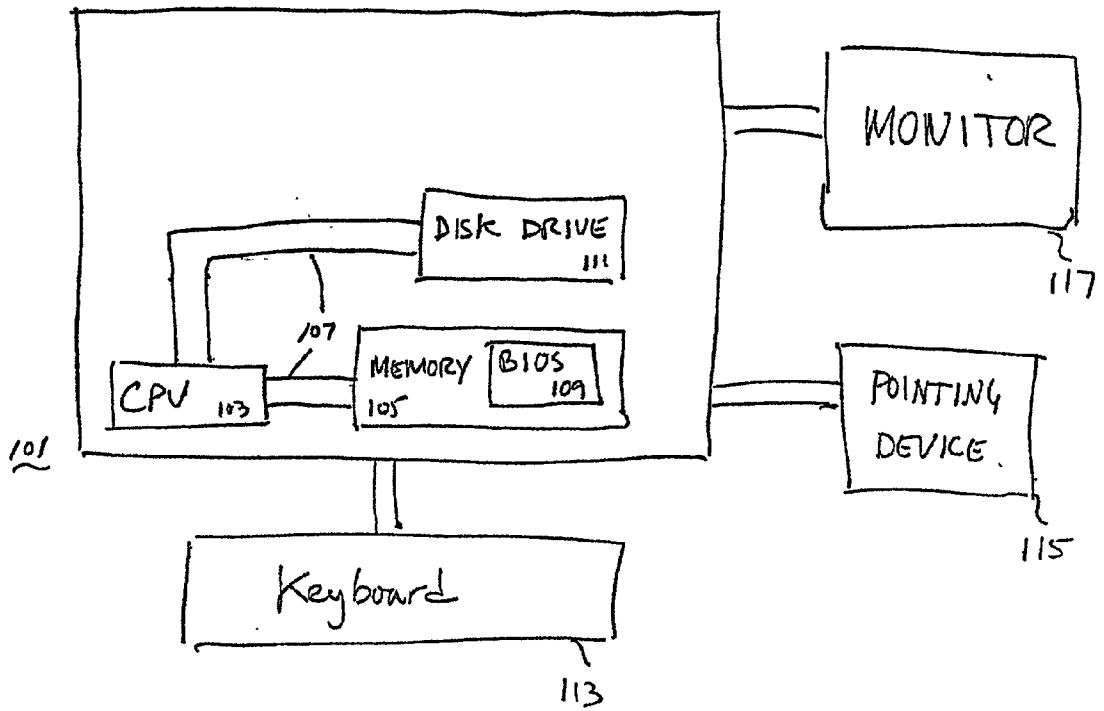 MONITOR
117
DISK DRIVE
111
107
MEMORY
105
BIOS
109
CPU
103
101
POINTING
DEVICE.
115
Keyboard
113